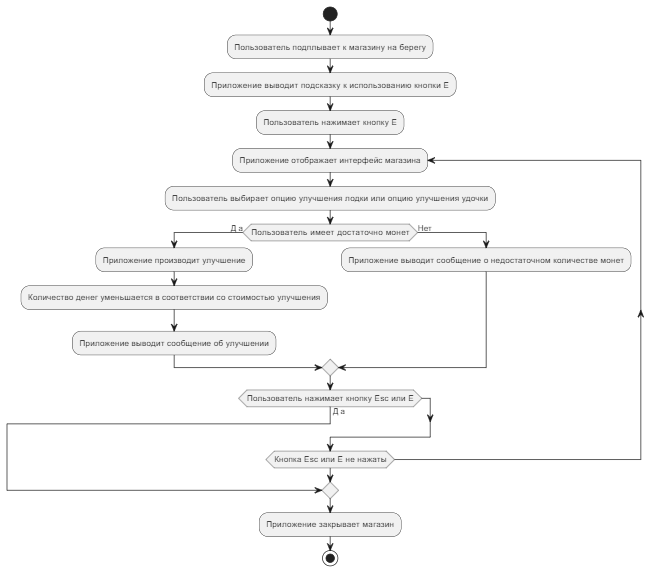 Пользователь подплывает к магазину на берегу
Приложение выводит подсказку к использованию кнопки E
Пользователь нажимает кнопку E
Приложение отображает интерфейс магазина
Пользователь выбирает опцию улучшения лодки или опцию улучшения удочки
Да
Пользователь имеет достаточно монет
Нет
Приложение производит улучшение
Приложение выводит сообщение о недостаточном количестве монет
Количество денег уменьшается в соответствии со стоимостью улучшения
Приложение выводит сообщение об улучшении
Пользователь нажимает кнопку Esc или E
Да
Кнопка Esc или E не нажаты
Приложение закрывает магазин